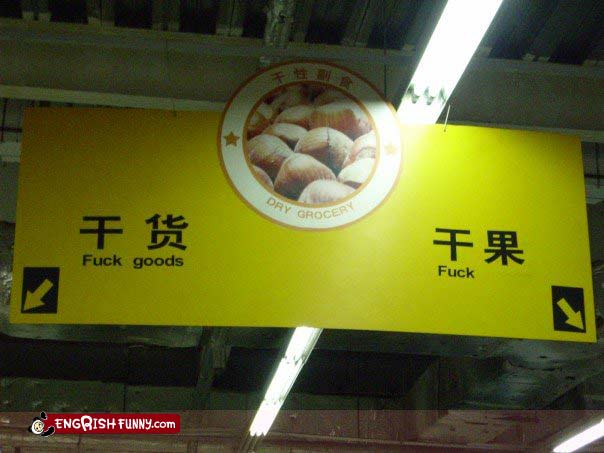 干性副食
DRY GROCERY
干货
Fuck goods
干果
Fuck
ENGRISHFUNNY.COM